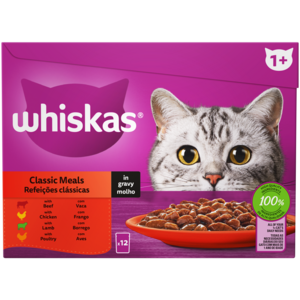 1+
whiskas®
Classic Meals
Refeições clássicas
in
gravy
molho
with
Beef
com
Vaca
with
Chicken
com
Frango
with
Lamb
com
Borrego
with
Poultry
com
Aves
x12
100%